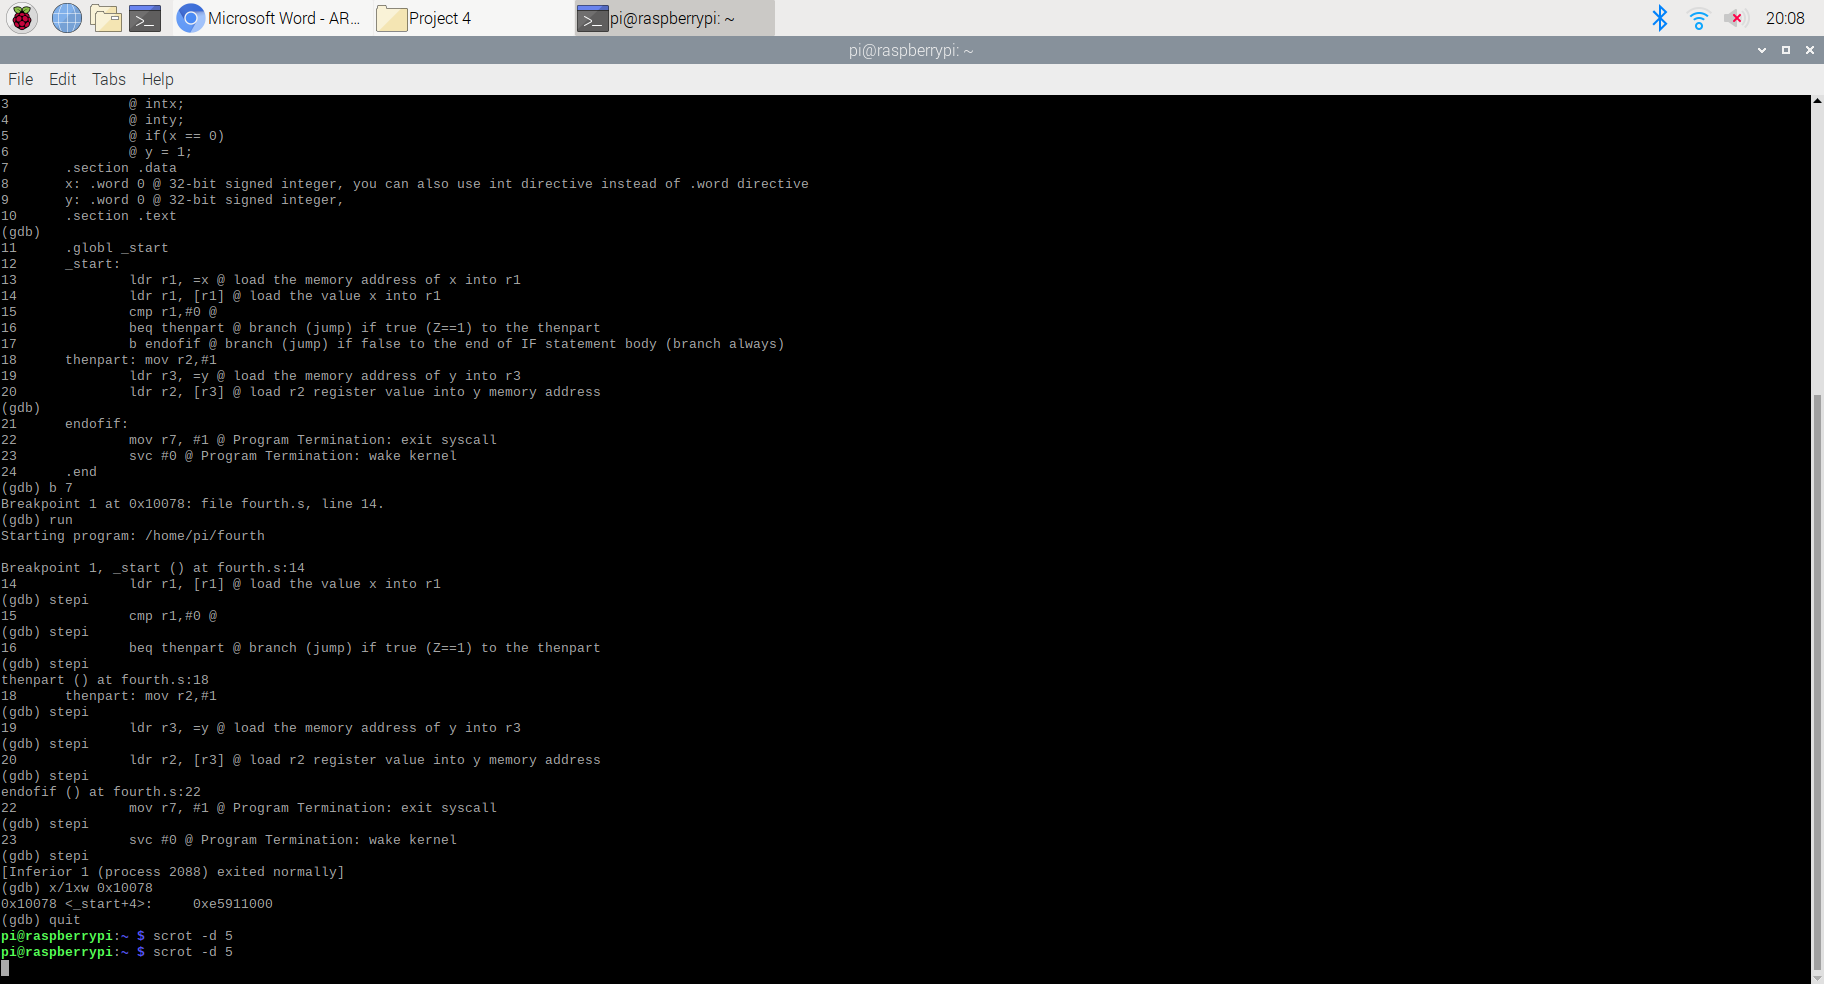 Microsoft Word - AR...
Project 4
pi@raspberrypi: ~
20:08
pi@raspberrypi: ~
File Edit Tabs Help
3 @ intx;
4 @ inty;
5 @ if(x == 0)
6 @ y = 1;
7 .section .data
8 x: .word 0 @ 32-bit signed integer, you can also use int directive instead of .word directive
9 y: .word 0 @ 32-bit signed integer,
10 .section .text
(gdb)
11 .globl _start
12 _start:
13 ldr r1, =x @ load the memory address of x into r1
14 ldr r1, [r1] @ load the value x into r1
15 cmp r1,#0 @
16 beq thenpart @ branch (jump) if true (Z==1) to the thenpart
17 b endofif @ branch (jump) if false to the end of IF statement body (branch always)
18 thenpart: mov r2,#1
19 ldr r3, =y @ load the memory address of y into r3
20 ldr r2, [r3] @ load r2 register value into y memory address
(gdb)
21 endofif:
22 mov r7, #1 @ Program Termination: exit syscall
23 svc #0 @ Program Termination: wake kernel
24 .end
(gdb) b 7
Breakpoint 1 at 0x10078: file fourth.s, line 14.
(gdb) run
Starting program: /home/pi/fourth
Breakpoint 1, _start () at fourth.s:14
14 ldr r1, [r1] @ load the value x into r1
(gdb) stepi
15 cmp r1,#0 @
(gdb) stepi
16 beq thenpart @ branch (jump) if true (Z==1) to the thenpart
(gdb) stepi
thenpart () at fourth.s:18
18 thenpart: mov r2,#1
(gdb) stepi
19 ldr r3, =y @ load the memory address of y into r3
(gdb) stepi
20 ldr r2, [r3] @ load r2 register value into y memory address
(gdb) stepi
endofif () at fourth.s:22
22 mov r7, #1 @ Program Termination: exit syscall
(gdb) stepi
23 svc #0 @ Program Termination: wake kernel
(gdb) stepi
[Inferior 1 (process 2088) exited normally]
(gdb) x/1xw 0x10078
0x10078 <_start+4>: 0xe5911000
(gdb) quit
pi@raspberrypi:~ $ scrot -d 5
pi@raspberrypi:~ $ scrot -d 5